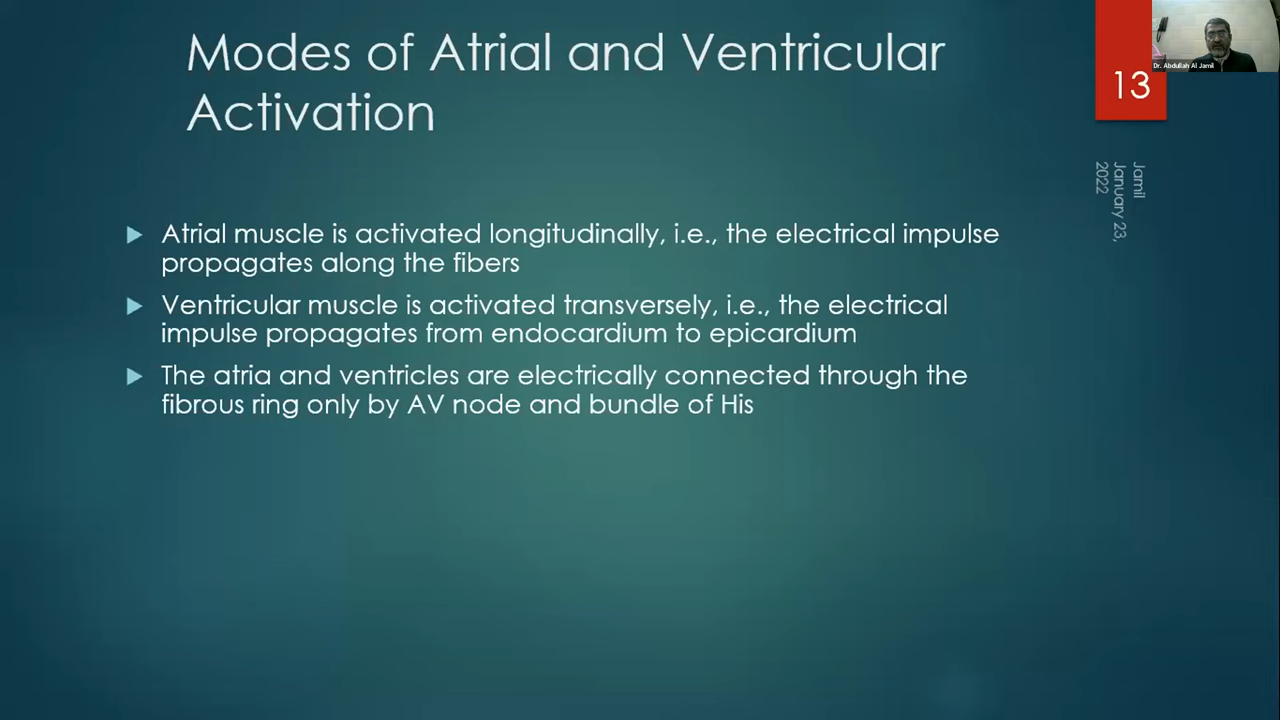 Modes of Atrial and Ventricular
Activation
13
Dr. Abdullah Al Jamil
Jamil
January 23,
2022
Atrial muscle is activated longitudinally, i.e., the electrical impulse
propagates along the fibers
Ventricular muscle is activated transversely, i.e., the electrical
impulse propagates from endocardium to epicardium
The atria and ventricles are electrically connected through the
fibrous ring only by AV node and bundle of His